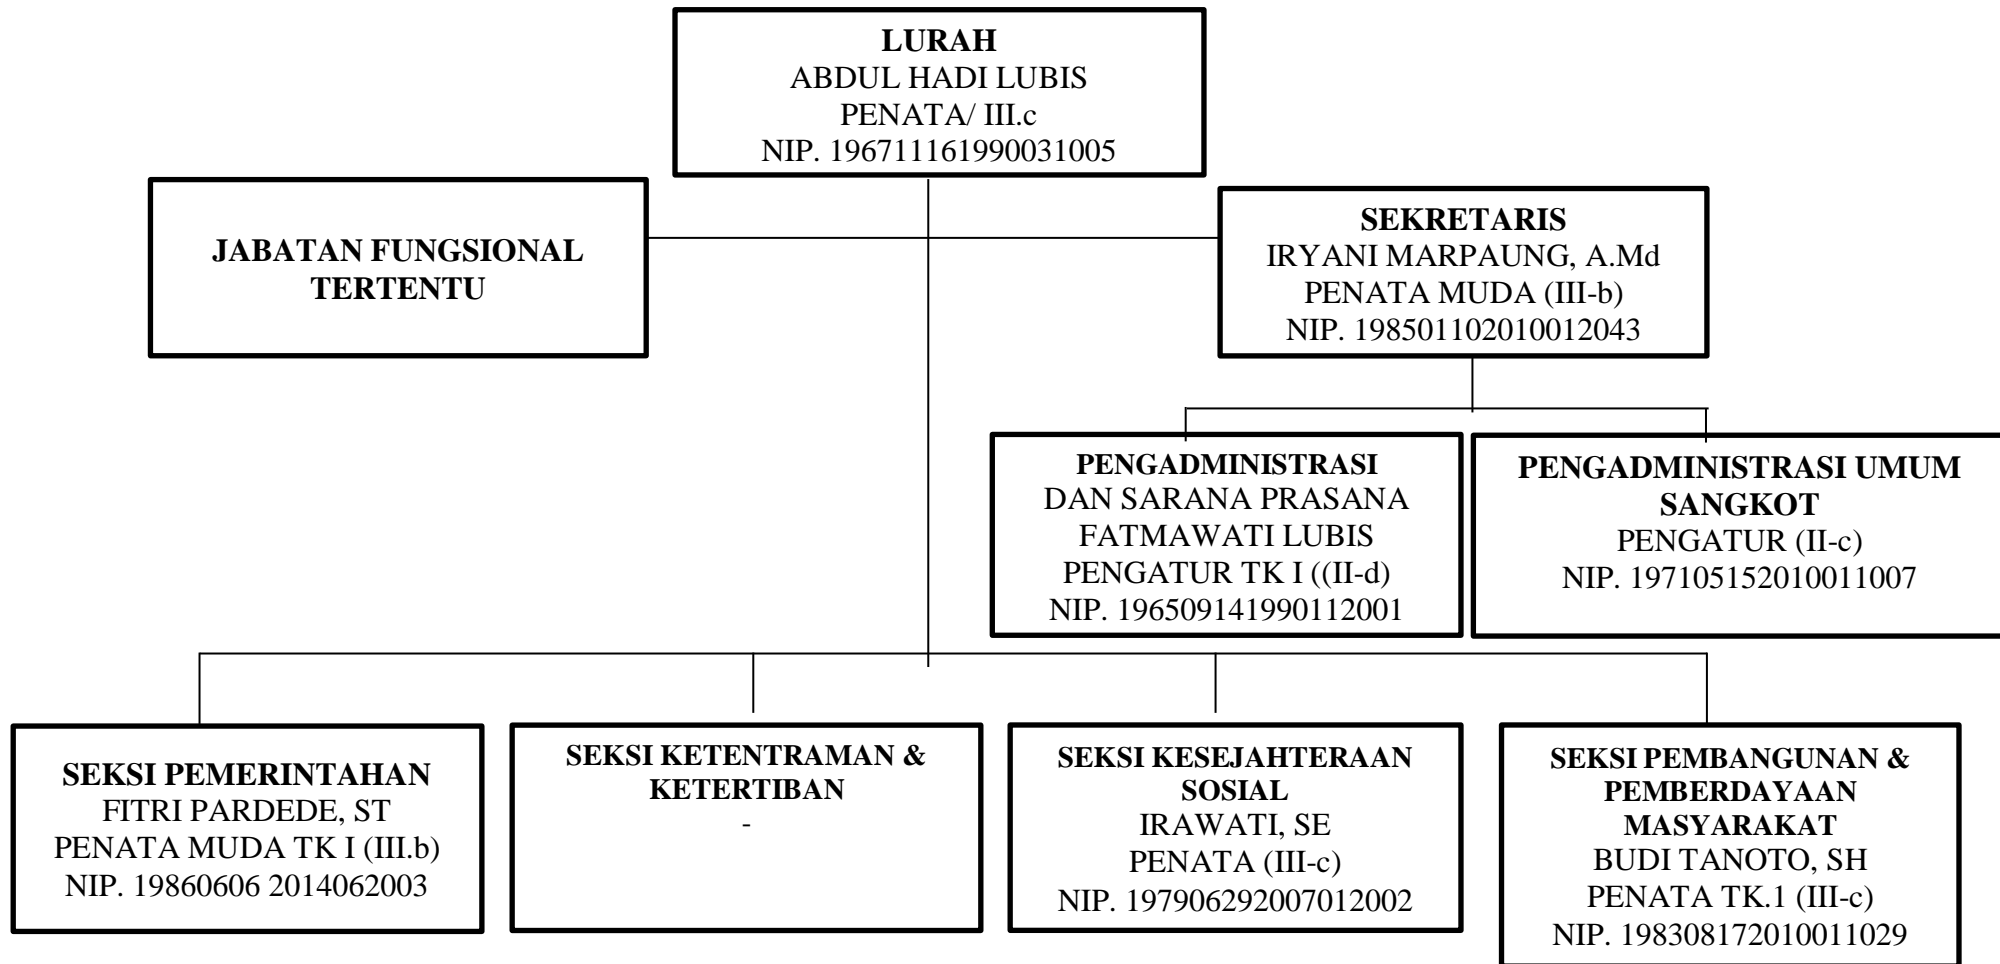 LURAH
ABDUL HADI LUBIS
PENATA/ III.c
NIP. 196711161990031005
JABATAN FUNGSIONAL
TERTENTU
SEKRETARIS
IRYANI MARPAUNG, A.Md
PENATA MUDA (III-b)
NIP. 198501102010012043
PENGADMINISTRASI
DAN SARANA PRASANA
FATMAWATI LUBIS
PENGATUR TK I ((II-d)
NIP. 196509141990112001
PENGADMINISTRASI UMUM
SANGKOT
PENGATUR (II-c)
NIP. 197105152010011007
SEKSI PEMERINTAHAN
FITRI PARDEDE, ST
PENATA MUDA TK I (III.b)
NIP. 19860606 2014062003
SEKSI KETENTRAMAN &
KETERTIBAN
-
SEKSI KESEJAHTERAAN
SOSIAL
IRAWATI, SE
PENATA (III-c)
NIP. 197906292007012002
SEKSI PEMBANGUNAN &
PEMBERDAYAAN
MASYARAKAT
BUDI TANOTO, SH
PENATA TK.1 (III-c)
NIP. 198308172010011029